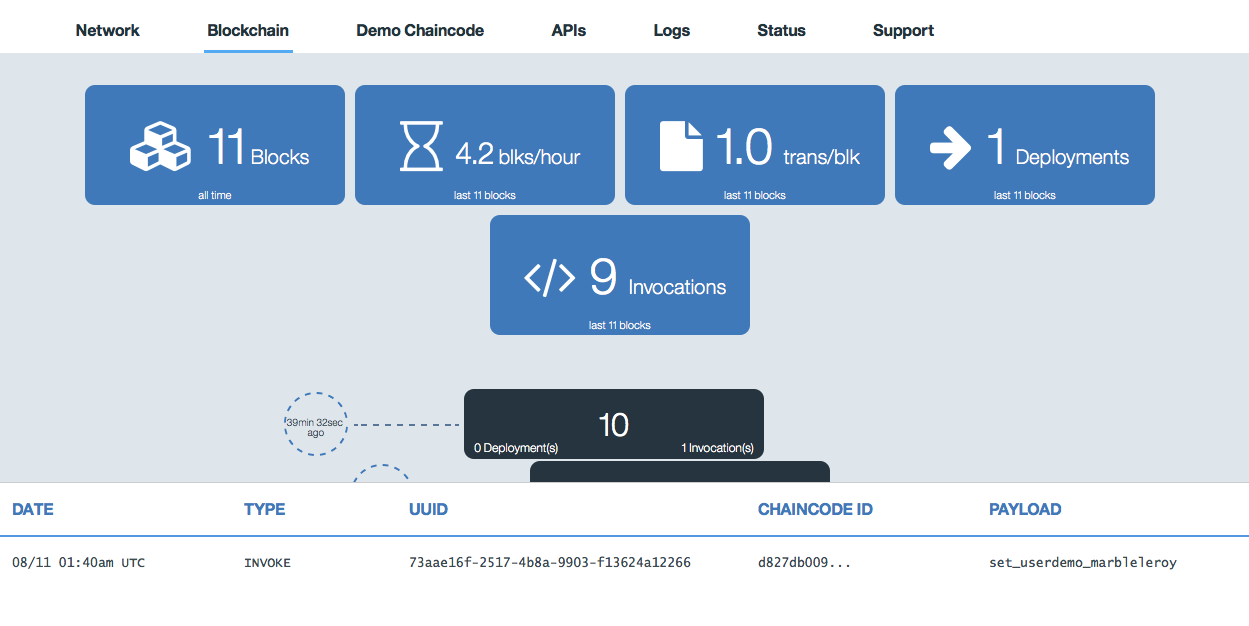 Network Blockchain Demo Chaincode APIs Logs Status Support
11 Blocks
all time
4.2 blks/hour
last 11 blocks
1.0 trans/blk
last 11 blocks
1 Deployments
last 11 blocks
9 Invocations
last 11 blocks
39min 32sec
ago
10
0 Deployment(s) 1 Invocation(s)
DATE TYPE UUID CHAINCODE ID PAYLOAD
08/11 01:40am UTC INVOKE 73aae16f-2517-4b8a-9903-f13624a12266 d827db009... set_userdemo_marbleleroy